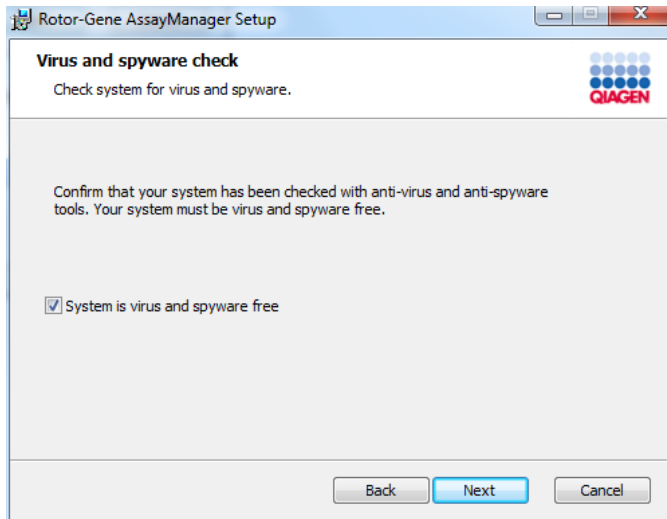 Rotor-Gene AssayManager Setup
Virus and spyware check
Check system for virus and spyware.
QIAGEN
Confirm that your system has been checked with anti-virus and anti-spyware
tools. Your system must be virus and spyware free.
System is virus and spyware free
Back
Next
Cancel